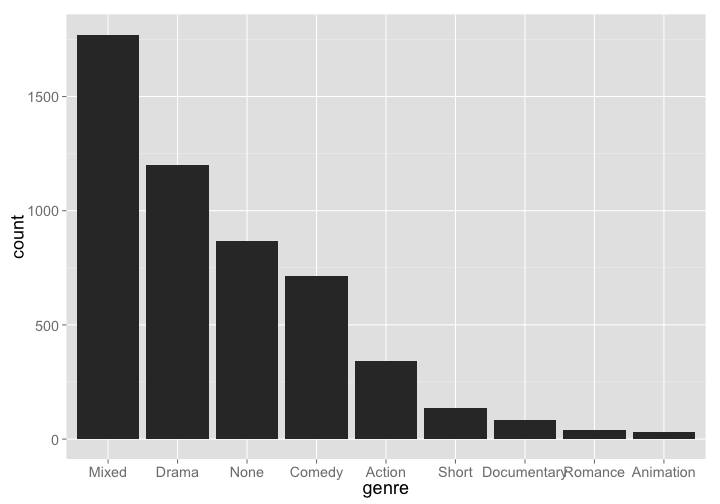 count
1500
1000
500
0
Mixed Drama None Comedy Action Short Documentary Romance Animation
genre